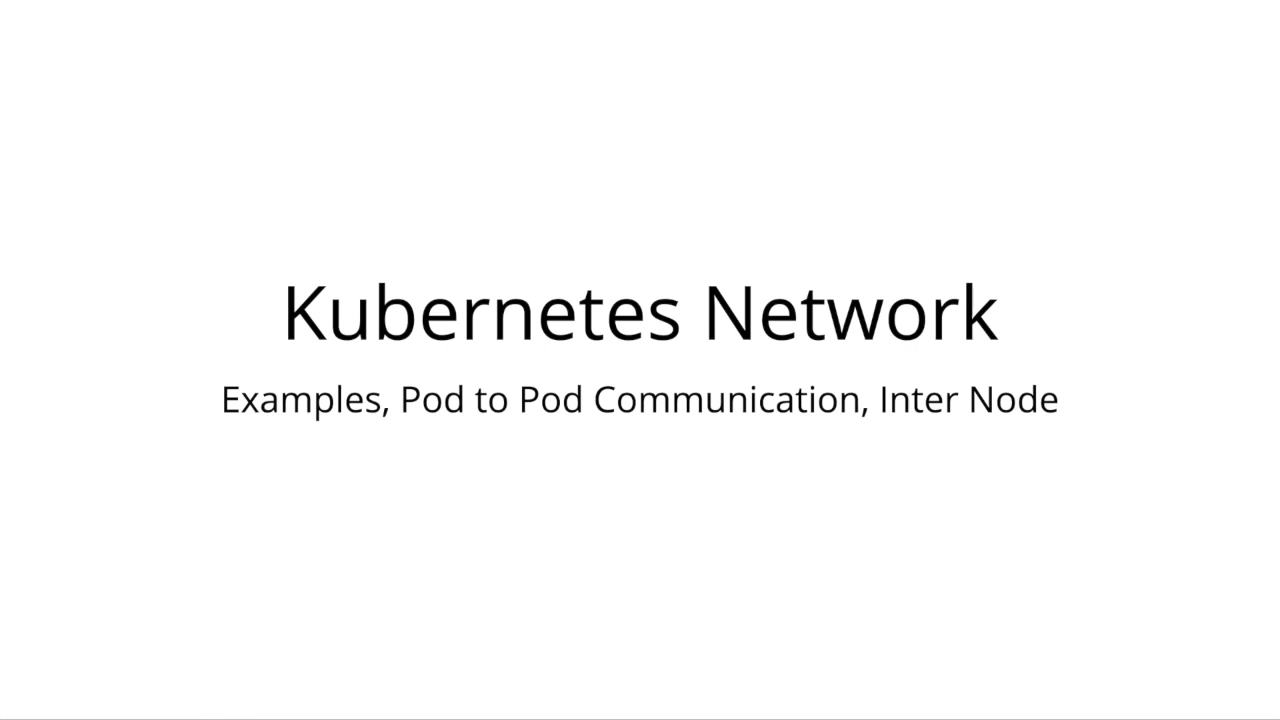 Kubernetes Network
Examples, Pod to Pod Communication, Inter Node